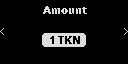 Amount
< >
1 TKN